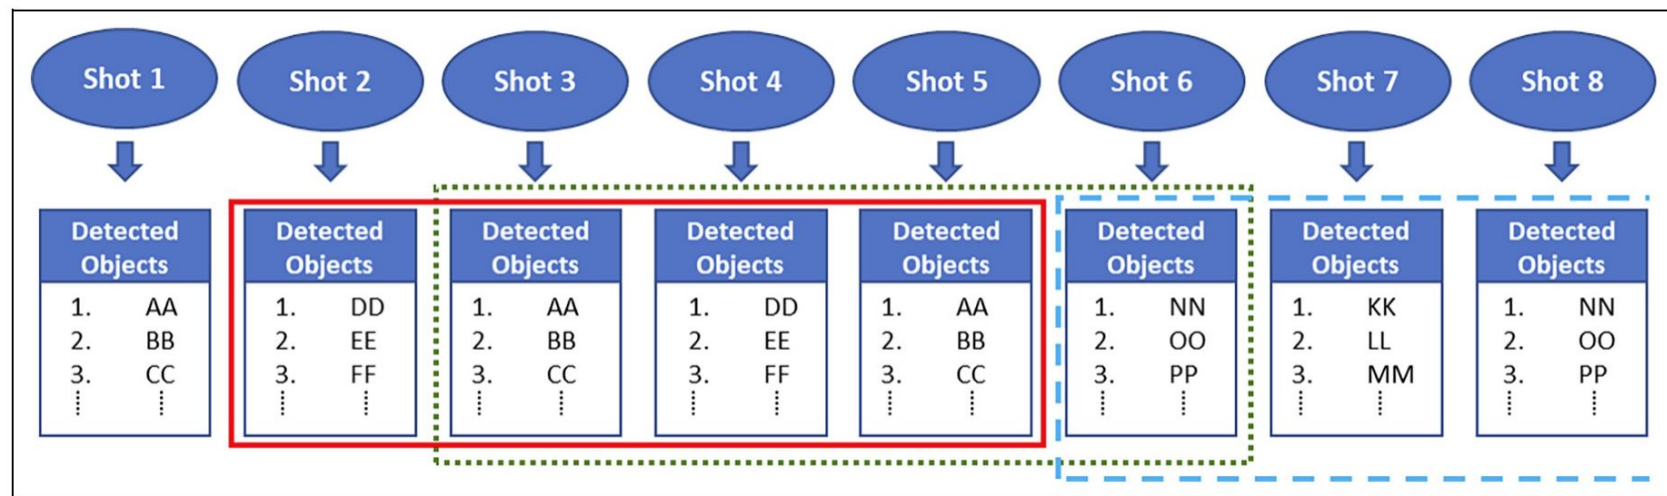 Shot 1
Shot 2
Shot 3
Shot 4
Shot 5
Shot 6
Shot 7
Shot 8
Detected
Objects
1. AA
2. BB
3. CC
Detected
Objects
1. DD
2. EE
3. FF
Detected
Objects
1. AA
2. BB
3. CC
Detected
Objects
1. DD
2. EE
3. FF
Detected
Objects
1. AA
2. BB
3. CC
Detected
Objects
1. NN
2. OO
3. PP
Detected
Objects
1. KK
2. LL
3. MM
Detected
Objects
1. NN
2. OO
3. PP